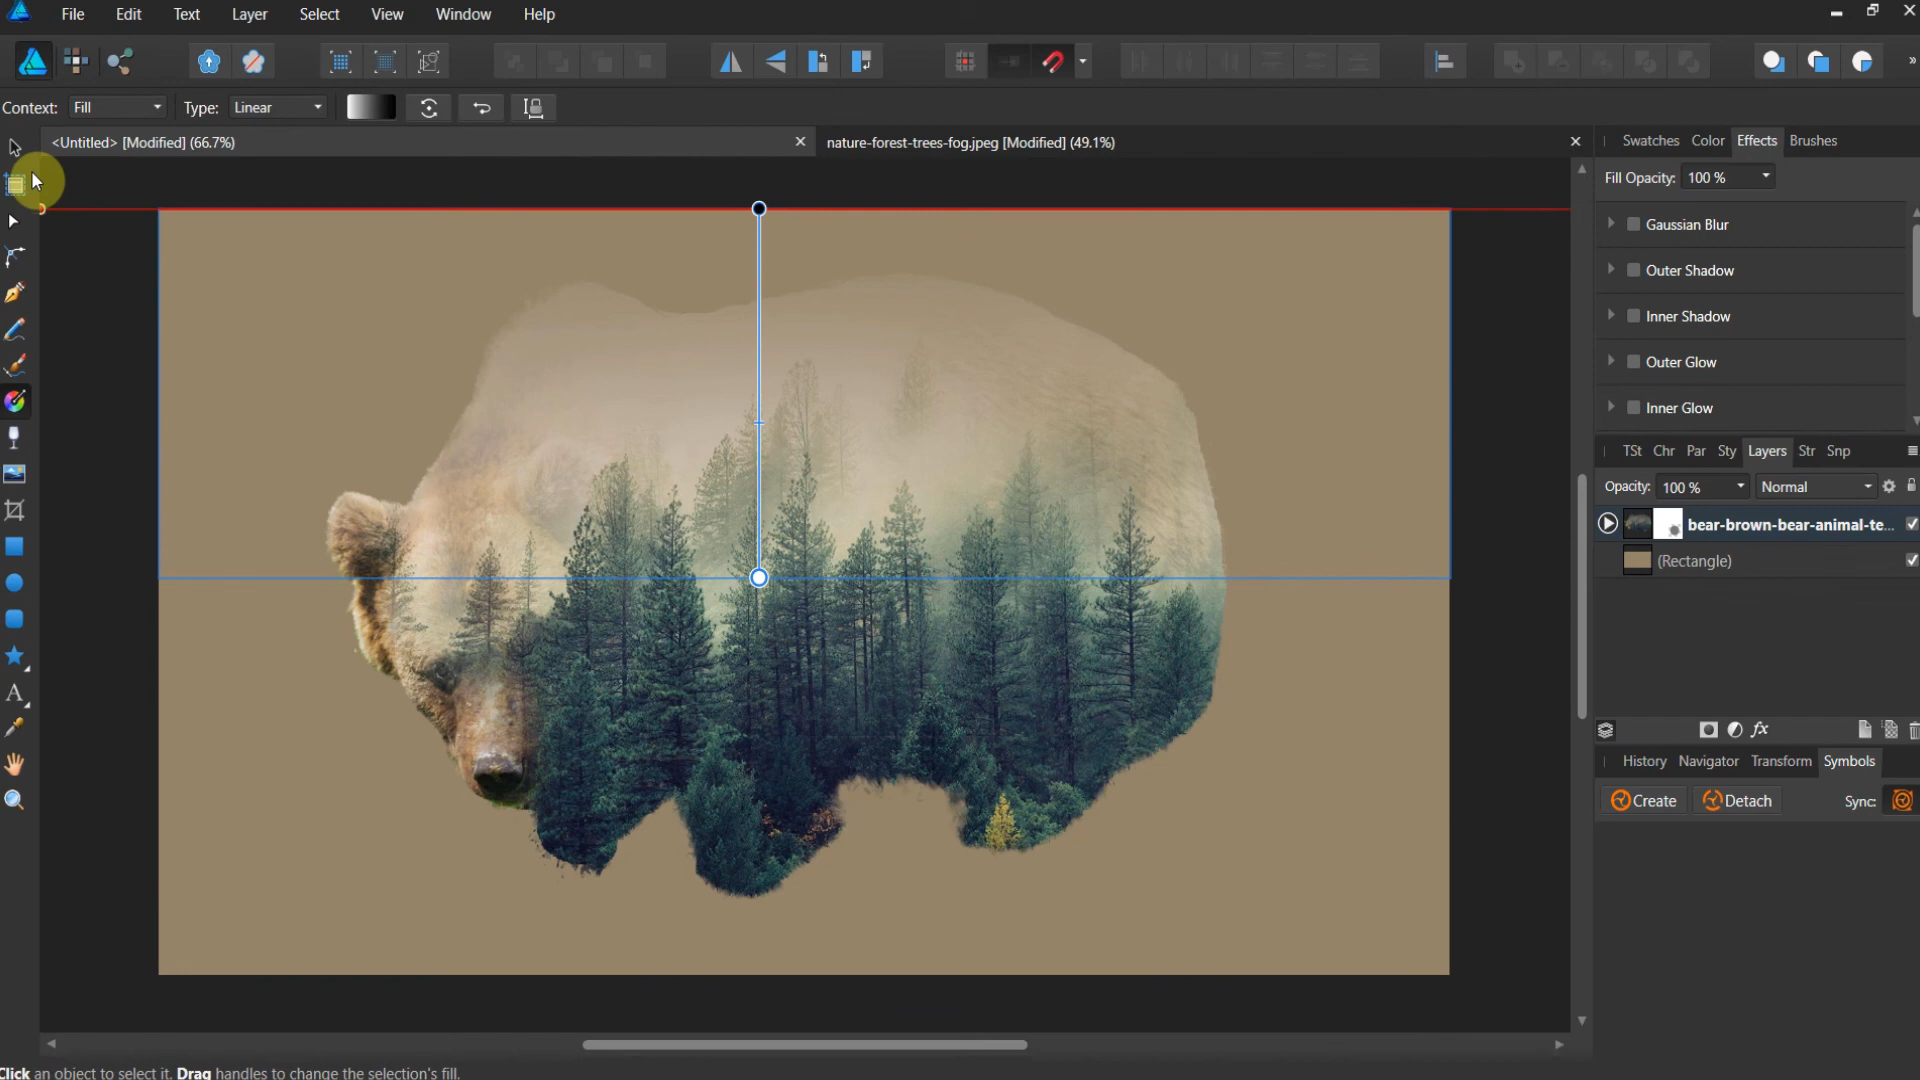 File Edit Text Layer Select View Window Help
Context: Fill Type: Linear
<Untitled> [Modified] (66.7%) nature-forest-trees-fog.jpeg [Modified] (49.1%)
Swatches Color Effects Brushes
Fill Opacity: 100 %
Gaussian Blur
Outer Shadow
Inner Shadow
Outer Glow
Inner Glow
TSt Chr Par Sty Layers Str Snp
Opacity: 100 % Normal
bear-brown-bear-animal-te...
(Rectangle)
fx
History Navigator Transform Symbols
Create Detach Sync:
Click an object to select it. Drag handles to change the selection's fill.